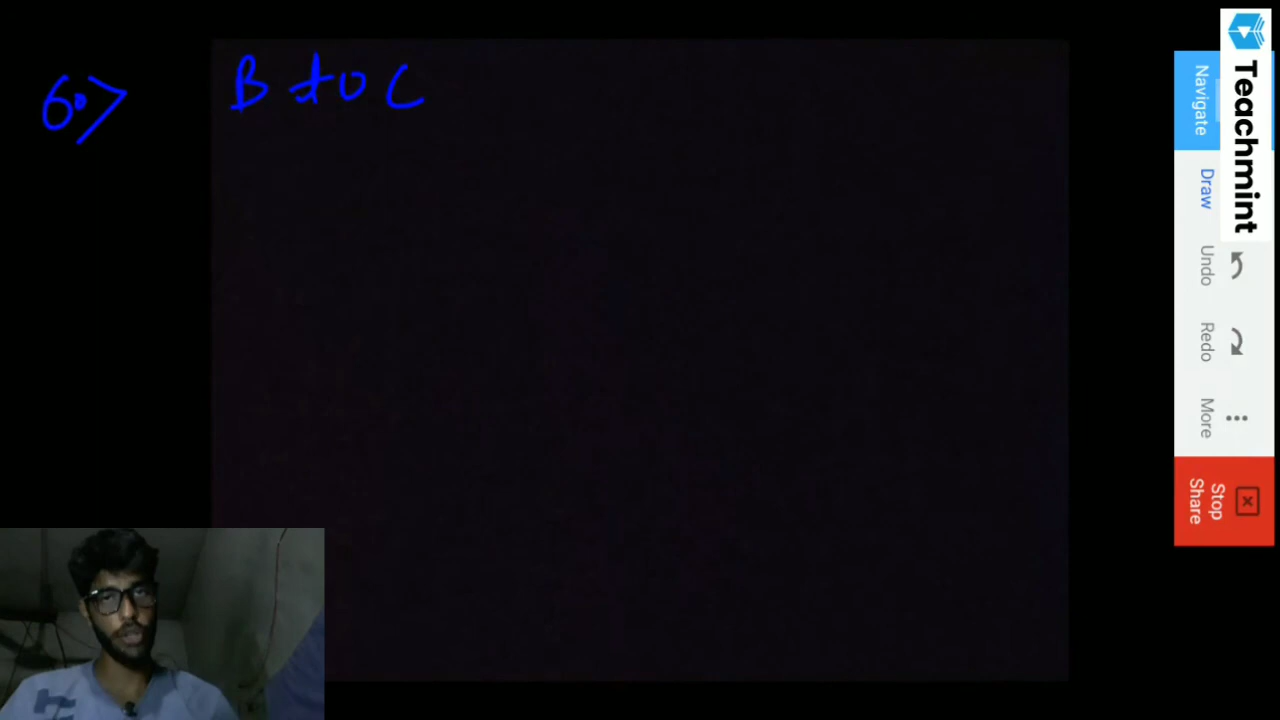 6.>
B to C
Teachmint
Navigate
Draw
Undo
Redo
More
Stop
Share